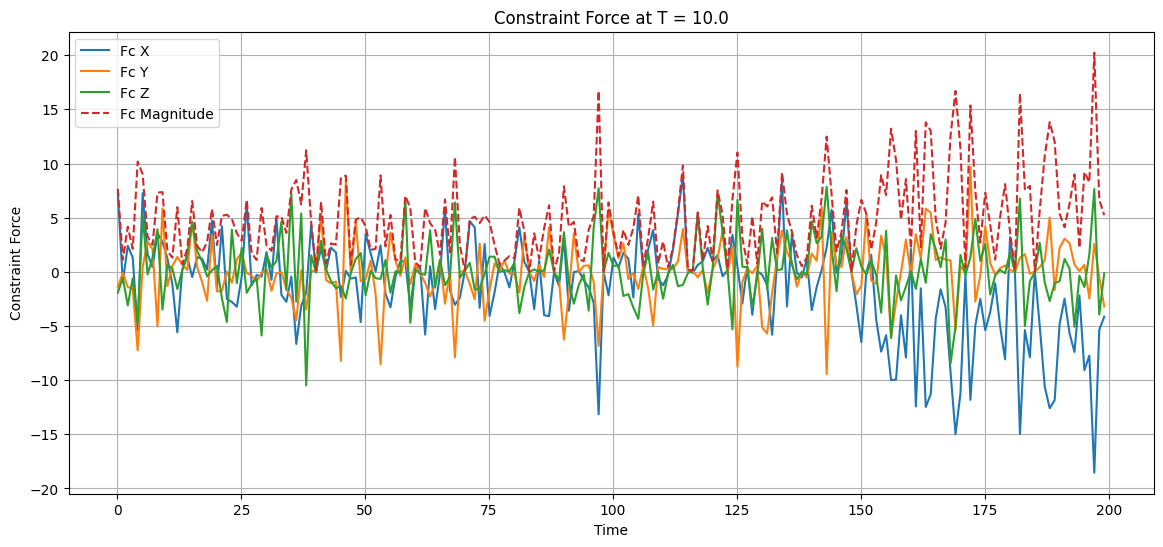 Constraint Force at T = 10.0
Fc X
Fc Y
Fc Z
Fc Magnitude
Constraint Force
20
15
10
5
0
−5
−10
−15
−20
0 25 50 75 100 125 150 175 200
Time